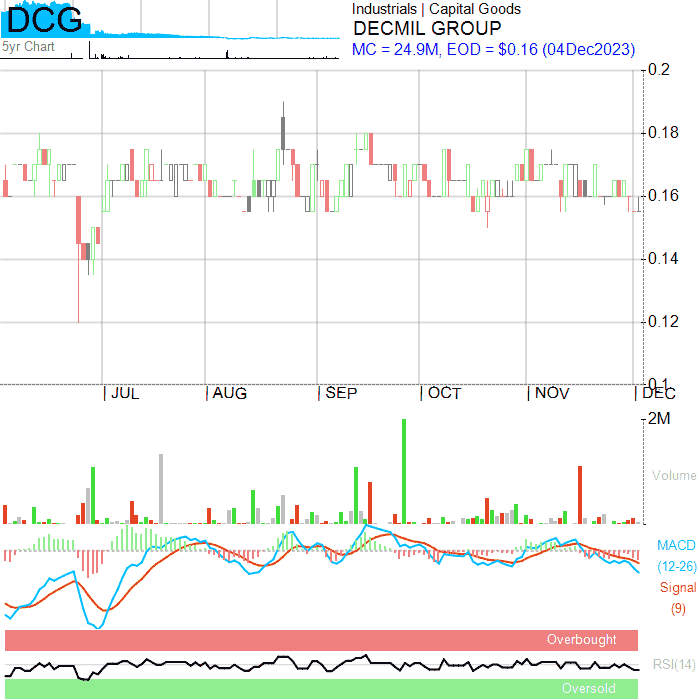 DCG
5yr Chart
Industrials | Capital Goods
DECMIL GROUP
MC = 24.9M, EOD = $0.16 (04Dec2023)
0.2
0.18
0.16
0.14
0.12
0.1
JUL
AUG
SEP
OCT
NOV
DEC
2M
Volume
MACD
(12-26)
Signal
(9)
Overbought
RSI(14)
Oversold